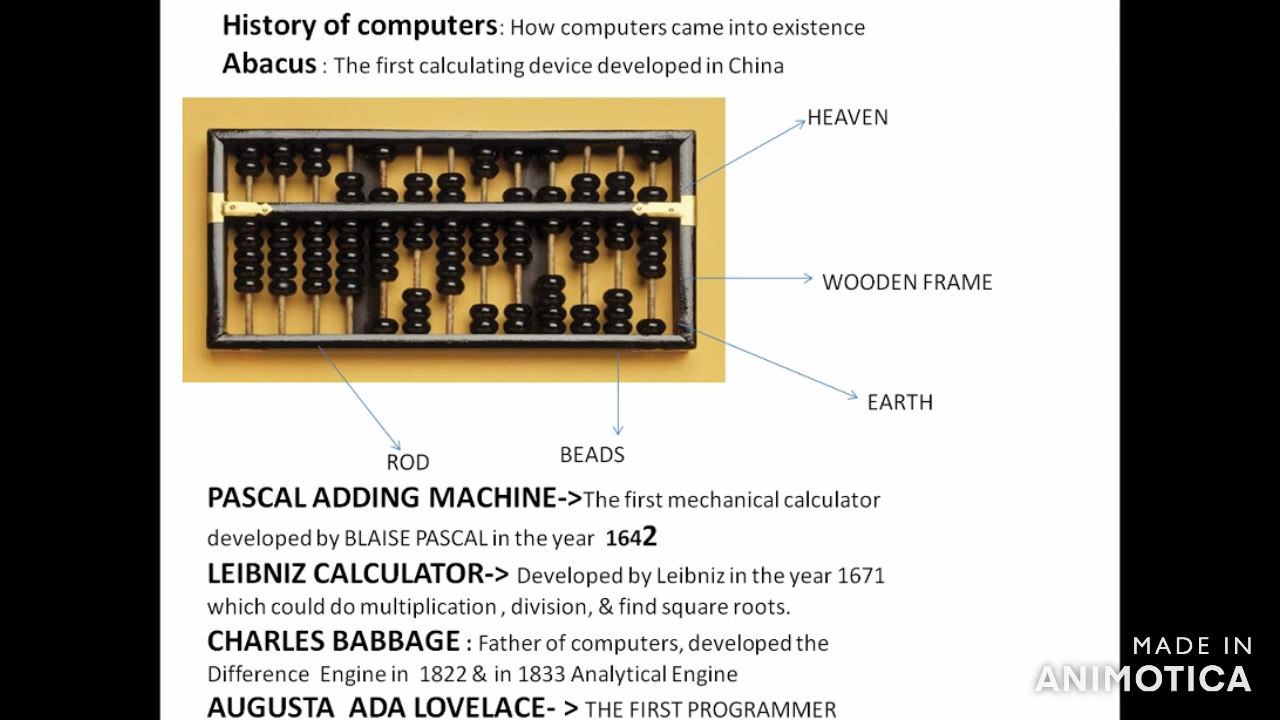 History of computers: How computers came into existence
Abacus : The first calculating device developed in China
HEAVEN
WOODEN FRAME
EARTH
BEADS
ROD
PASCAL ADDING MACHINE->The first mechanical calculator
developed by BLAISE PASCAL in the year 1642
LEIBNIZ CALCULATOR-> Developed by Leibniz in the year 1671
which could do multiplication , division, & find square roots.
CHARLES BABBAGE : Father of computers, developed the
Difference Engine in 1822 & in 1833 Analytical Engine
AUGUSTA ADA LOVELACE- > THE FIRST PROGRAMMER
MADE IN
ANIMOTICA